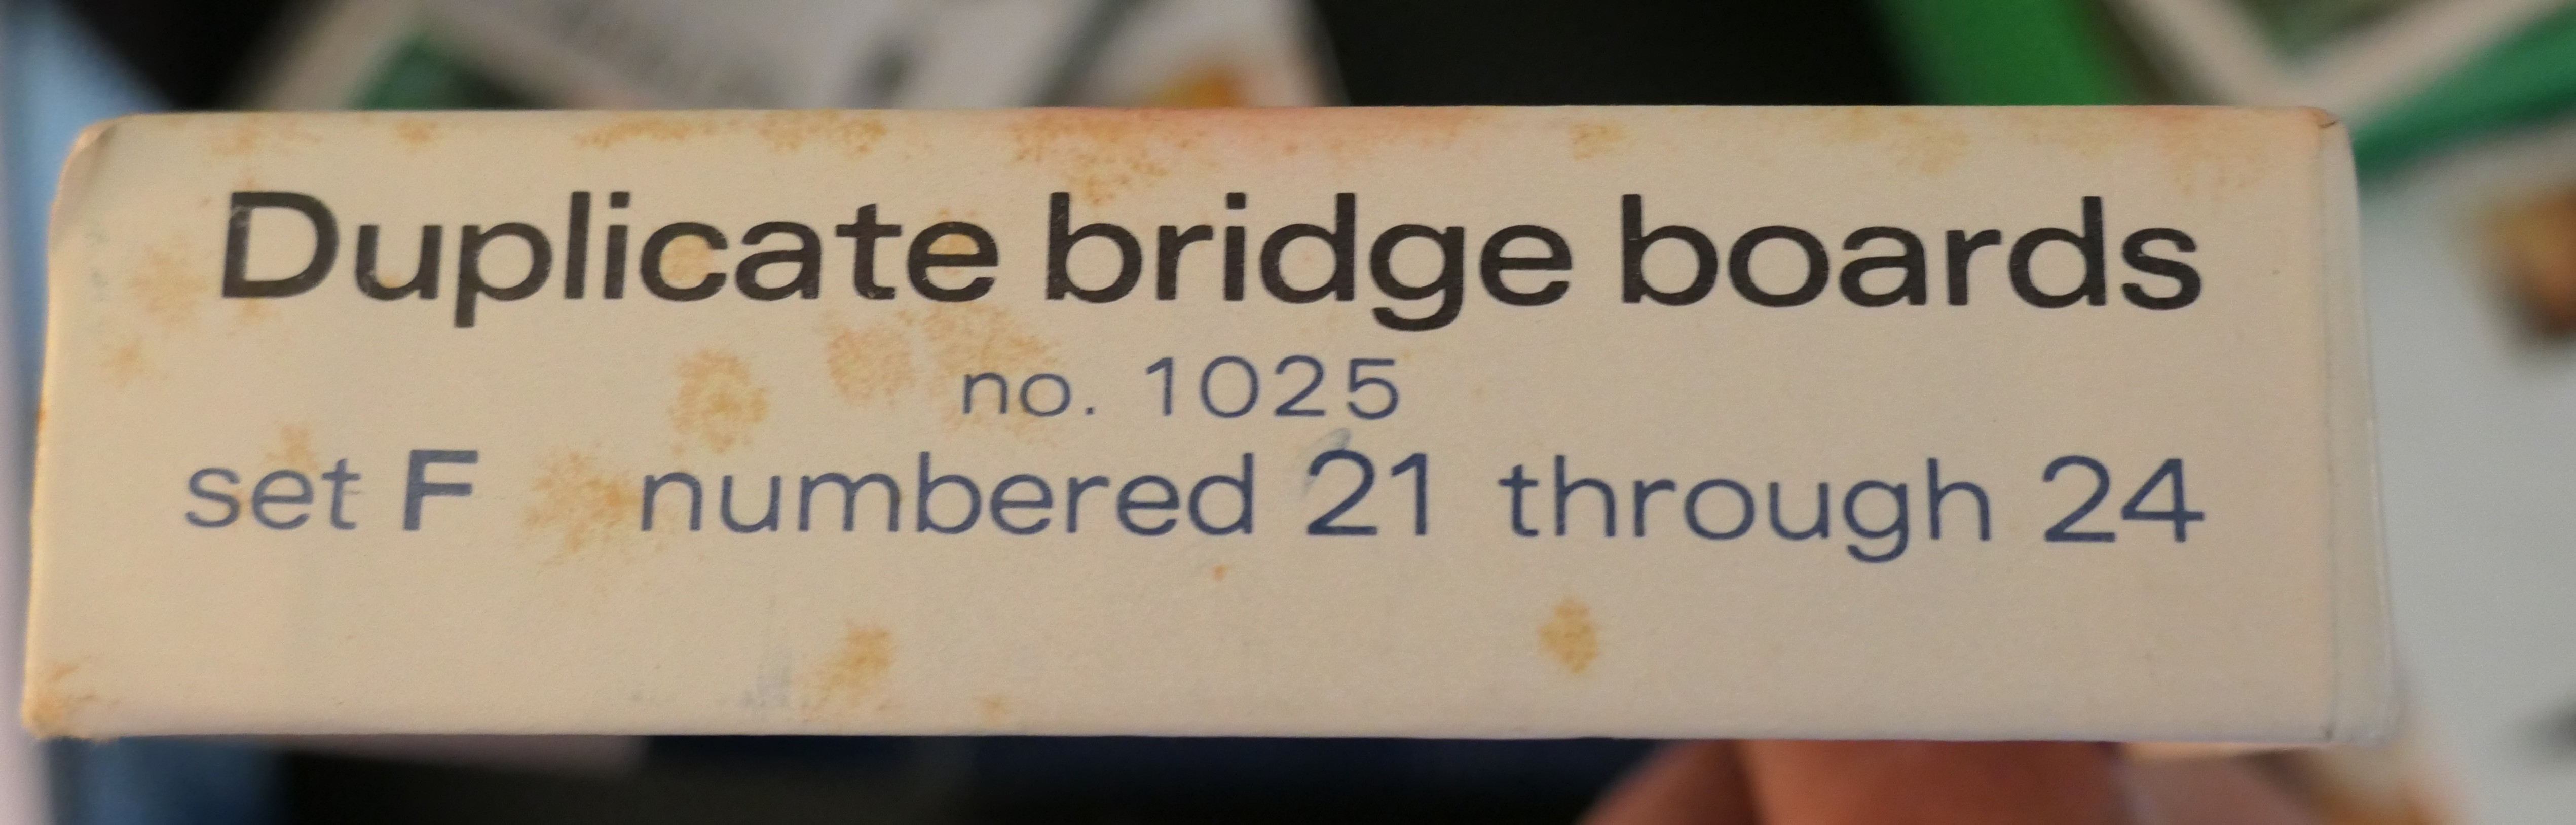 Duplicate bridge boards
no. 1025
set F numbered 21 through 24